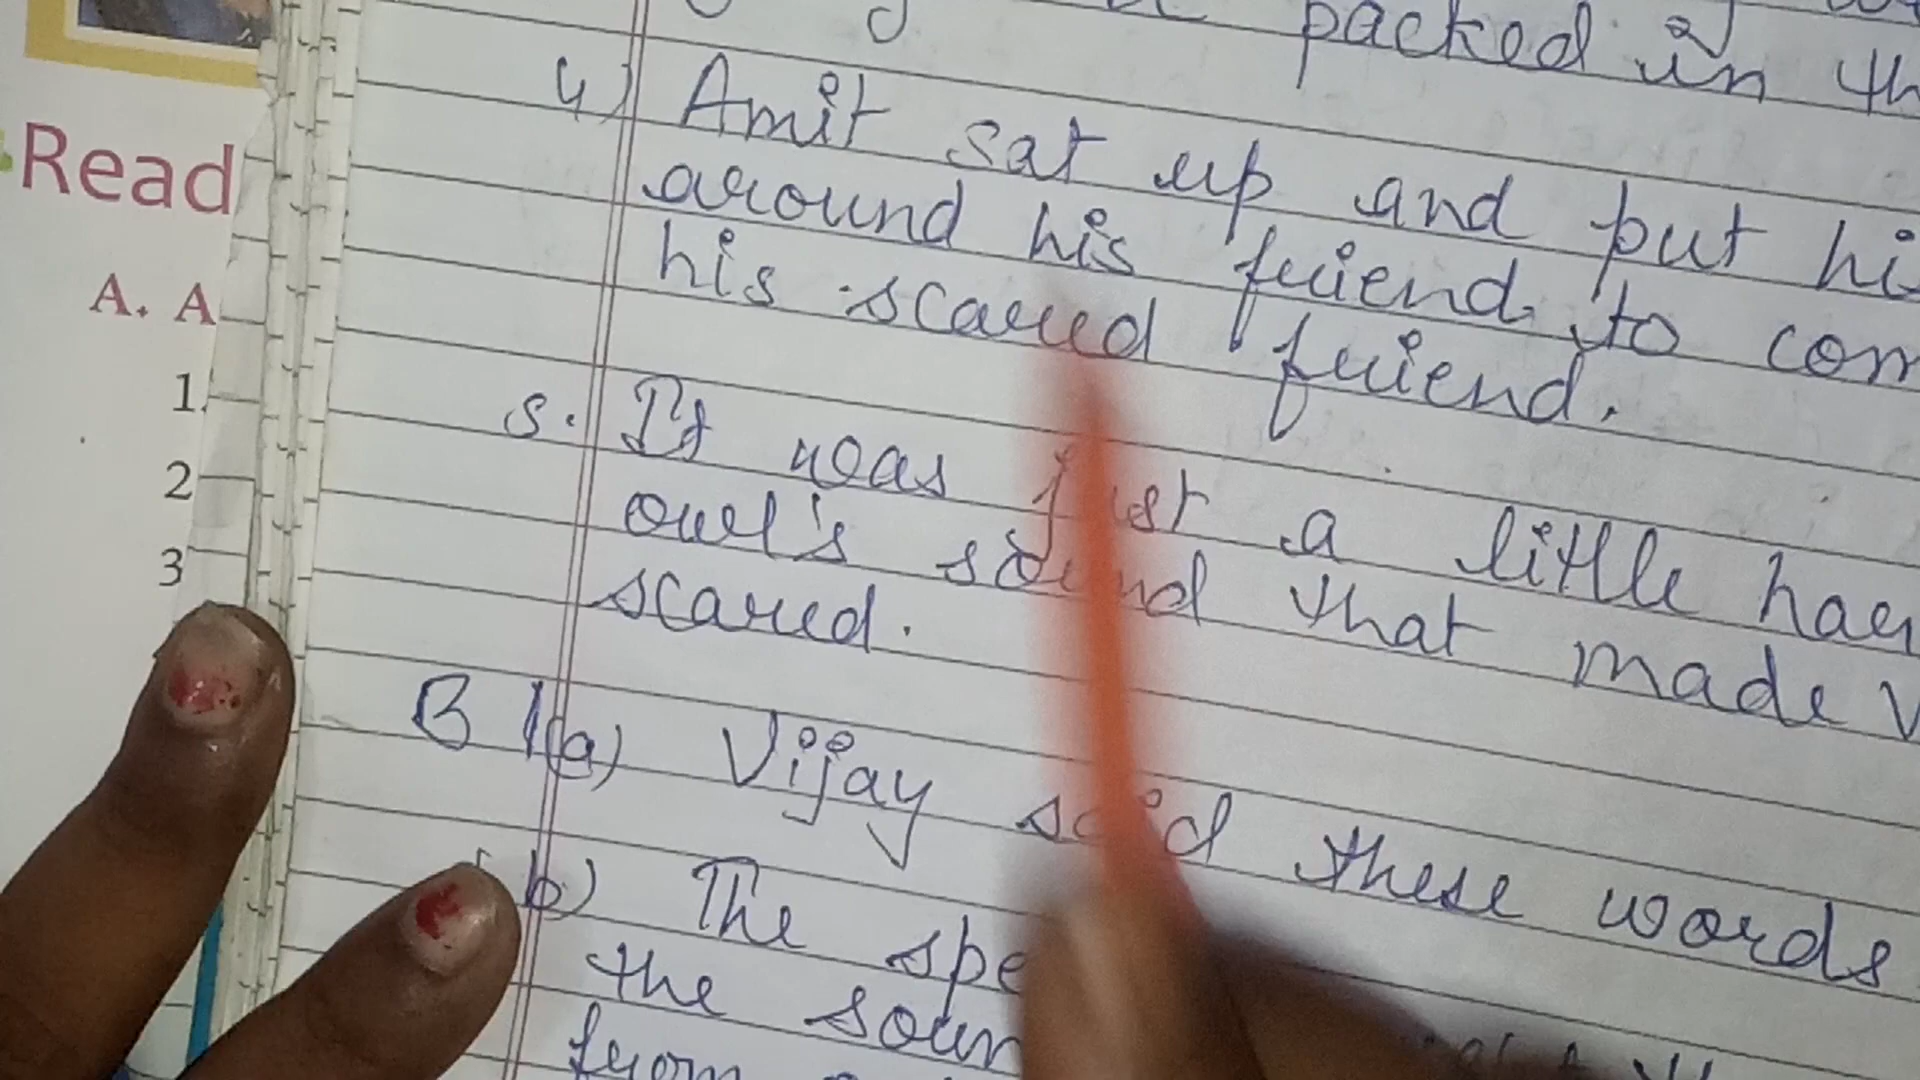 packed in th
4) Amit sat up and put hi
around his friend, to com
his scared friend.
5. It was just a little
owl's sound that made V
scared.
B 1(a) Vijay said these words
b) The spe
the soun
from
Read
A. A
1.
2
3